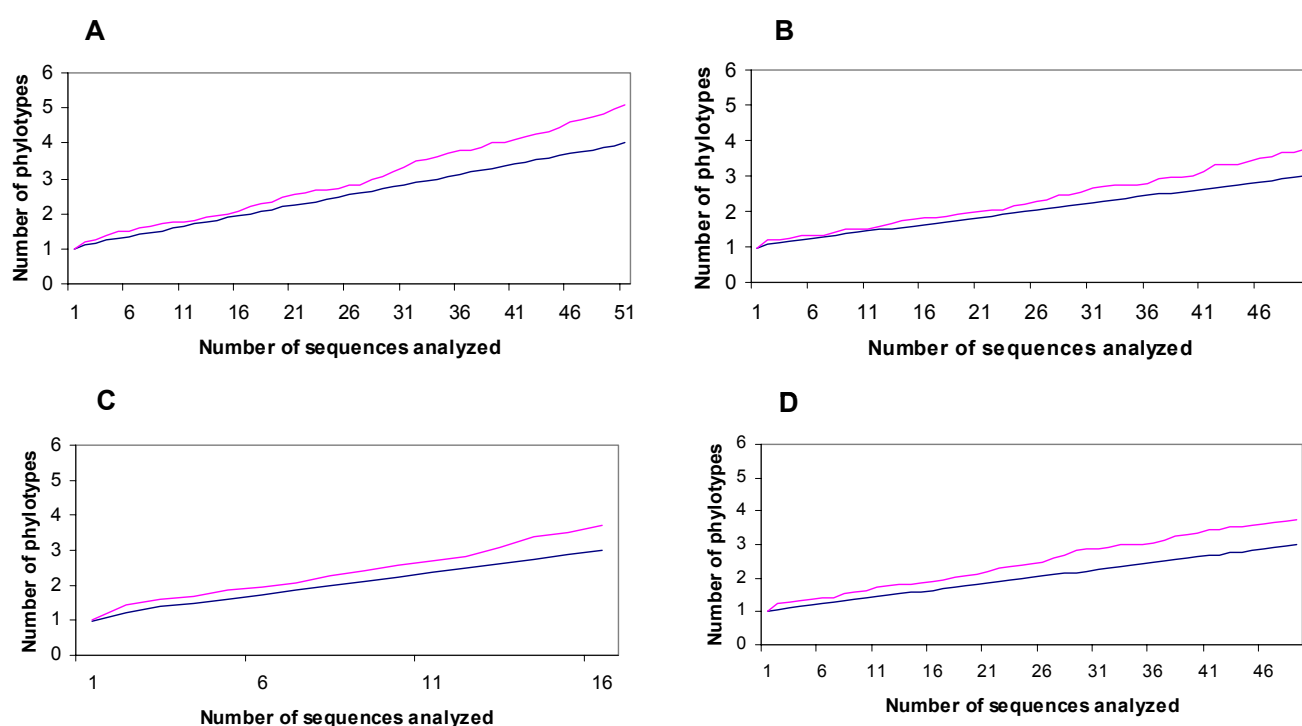 A
Number of phylotypes
6
5
4
3
2
1
0
1 6 11 16 21 26 31 36 41 46 51
Number of sequences analyzed
B
Number of phylotypes
6
5
4
3
2
1
0
1 6 11 16 21 26 31 36 41 46
Number of sequences analyzed
C
Number of phylotypes
6
5
4
3
2
1
0
1 6 11 16
Number of sequences analyzed
D
Number of phylotypes
6
5
4
3
2
1
0
1 6 11 16 21 26 31 36 41 46
Number of sequences analyzed